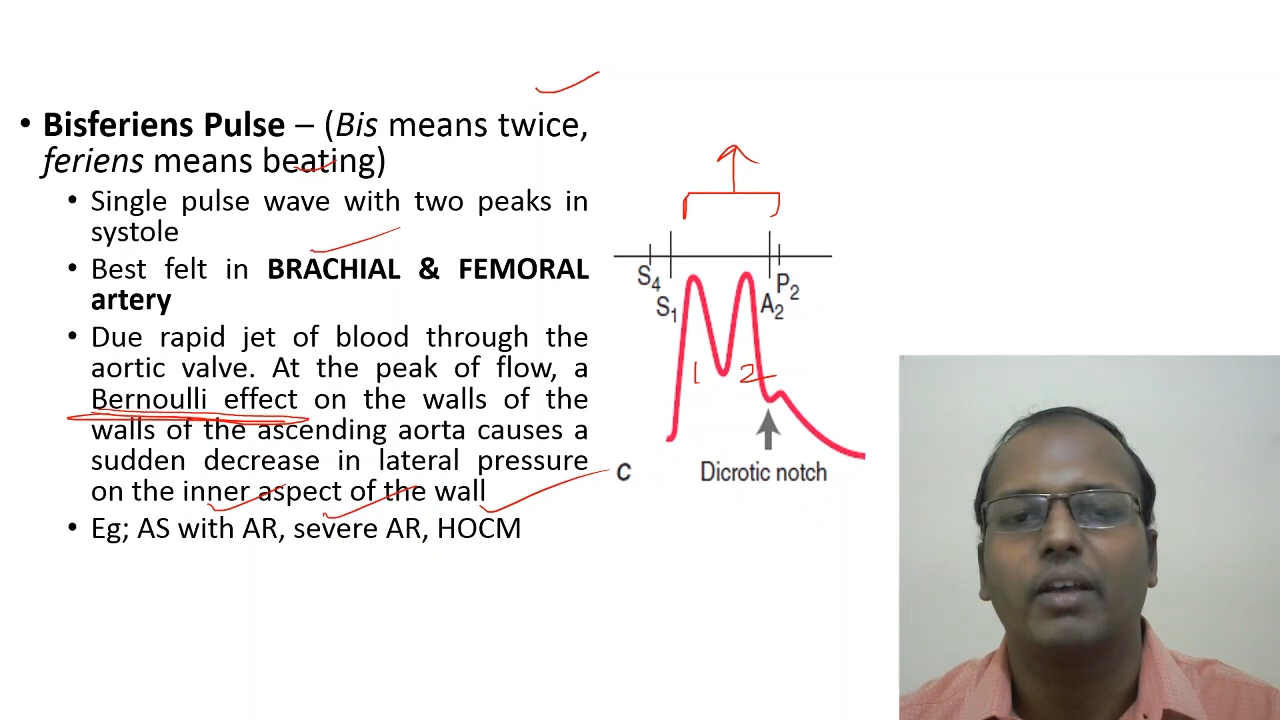 • Bisferiens Pulse – (Bis means twice,
feriens means beating)
• Single pulse wave with two peaks in
systole
• Best felt in BRACHIAL & FEMORAL
artery
• Due rapid jet of blood through the
aortic valve. At the peak of flow, a
Bernoulli effect on the walls of the
walls of the ascending aorta causes a
sudden decrease in lateral pressure
on the inner aspect of the wall
• Eg; AS with AR, severe AR, HOCM
S4
S1
A2
P2
1 2
C
Dicrotic notch